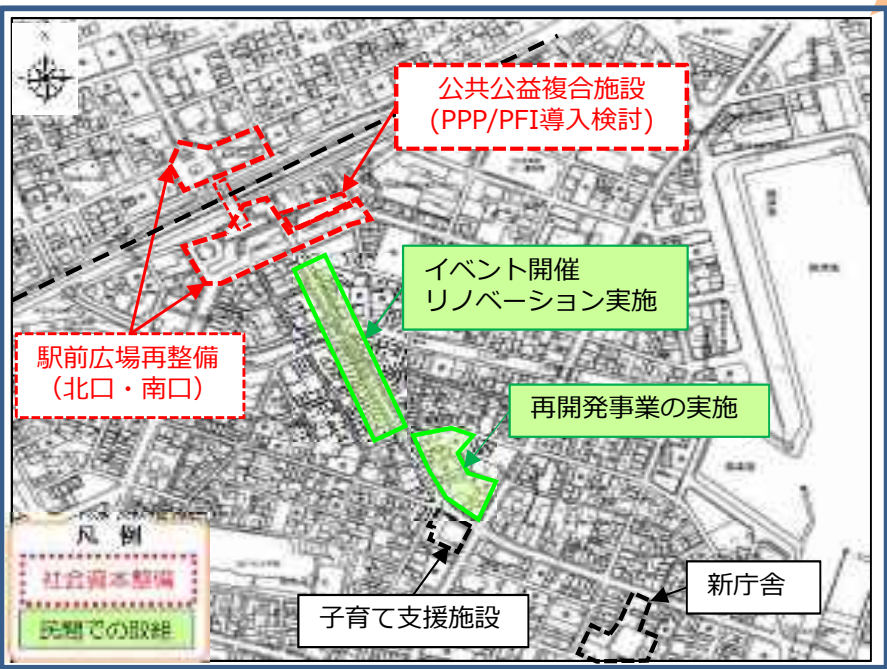 公共公益複合施設
(PPP/PFI導入検討)
イベント開催
リノベーション実施
駅前広場再整備
(北口・南口)
再開発事業の実施
凡 例
社会資本整備
民間での取組
子育て支援施設
新庁舎